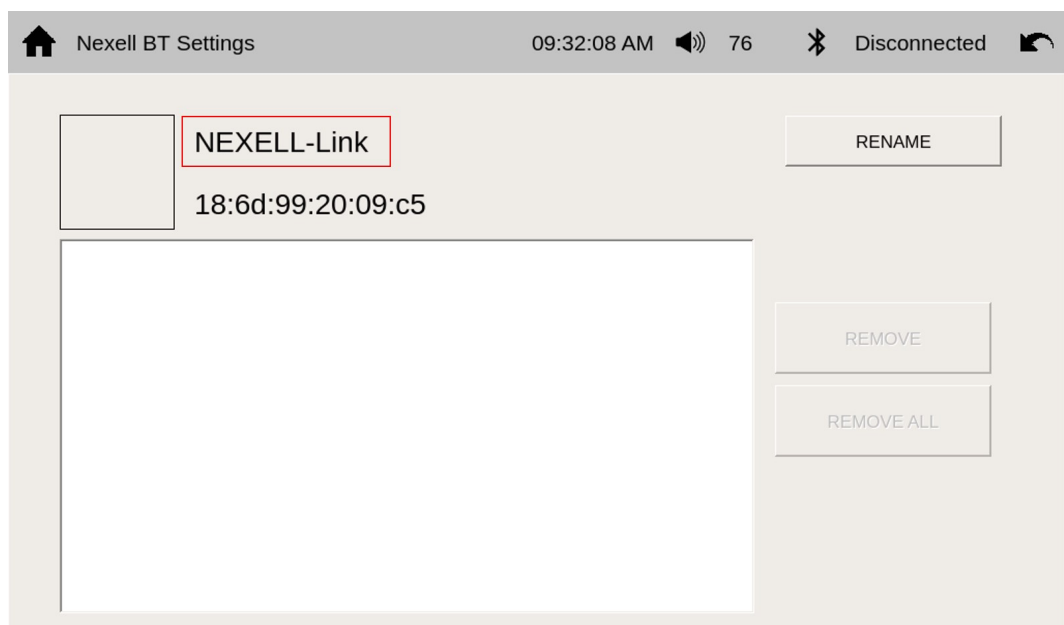 Nexell BT Settings 09:32:08 AM 76 Disconnected
NEXELL-Link RENAME
18:6d:99:20:09:c5
REMOVE
REMOVE ALL